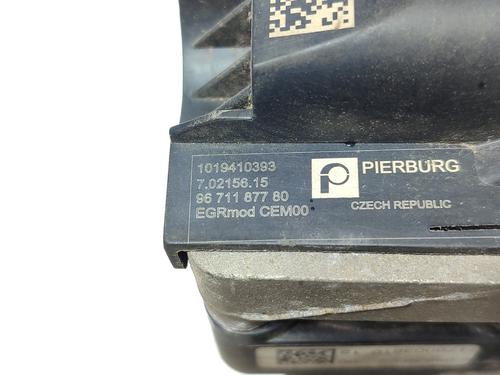 1019410393
7.02156.15
96 711 877 80
EGRmod CEM00
PIERBURG
CZECH REPUBLIC